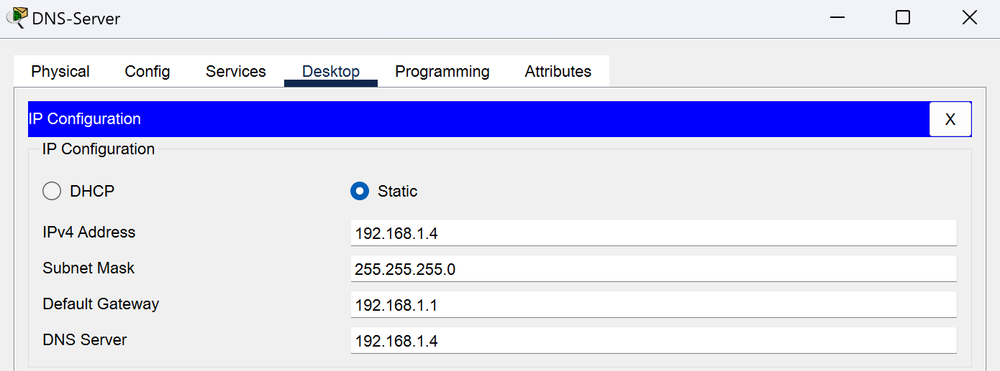 DNS-Server
Physical Config Services Desktop Programming Attributes
IP Configuration X
IP Configuration
DHCP Static
IPv4 Address 192.168.1.4
Subnet Mask 255.255.255.0
Default Gateway 192.168.1.1
DNS Server 192.168.1.4